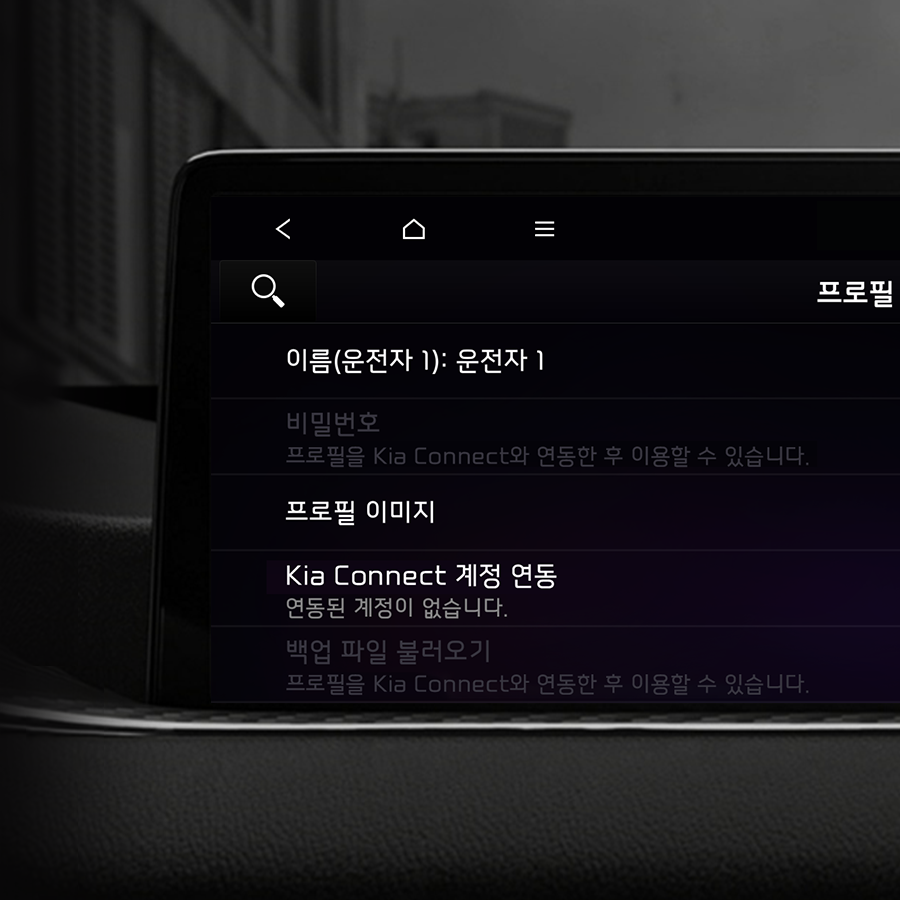 프로필
이름(운전자 1): 운전자 1
비밀번호
프로필을 Kia Connect와 연동한 후 이용할 수 있습니다.
프로필 이미지
Kia Connect 계정 연동
연동된 계정이 없습니다.
백업 파일 불러오기
프로필을 Kia Connect와 연동한 후 이용할 수 있습니다.